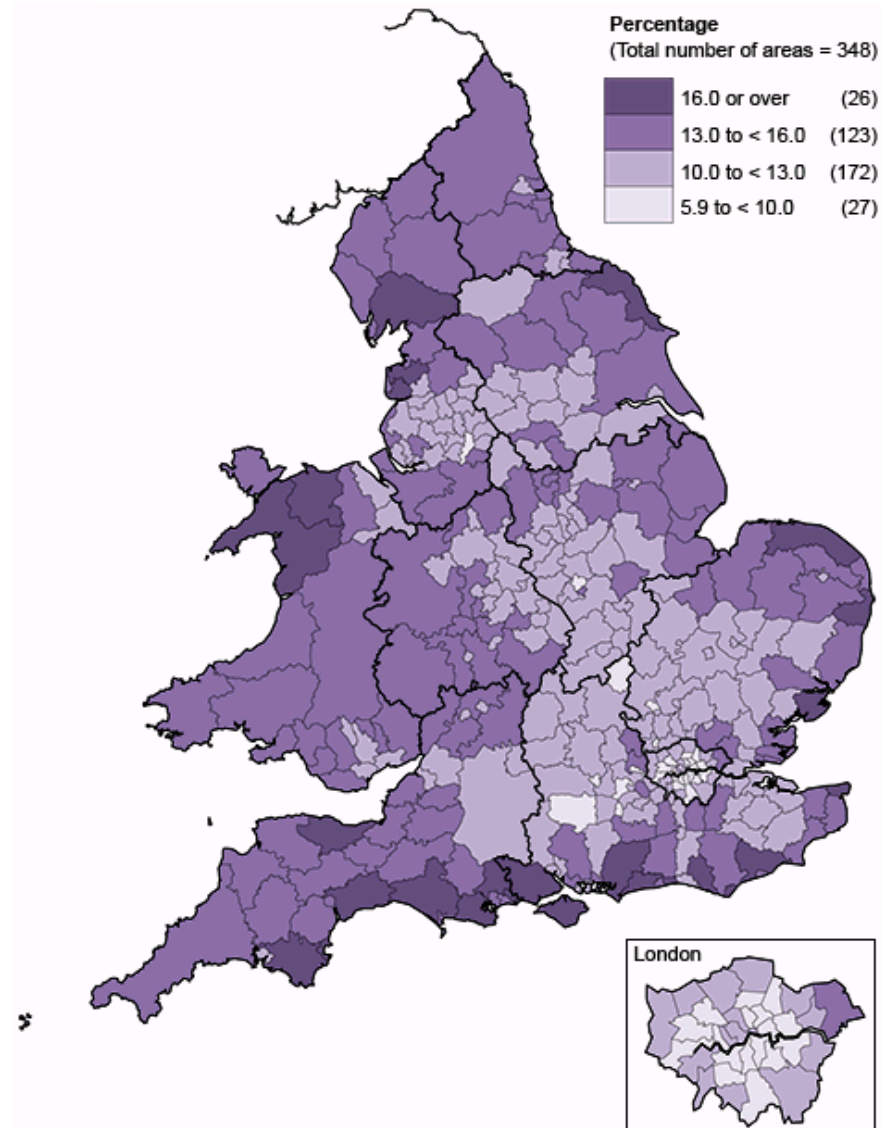 Percentage
(Total number of areas = 348)
16.0 or over (26)
13.0 to < 16.0 (123)
10.0 to < 13.0 (172)
5.9 to < 10.0 (27)
London